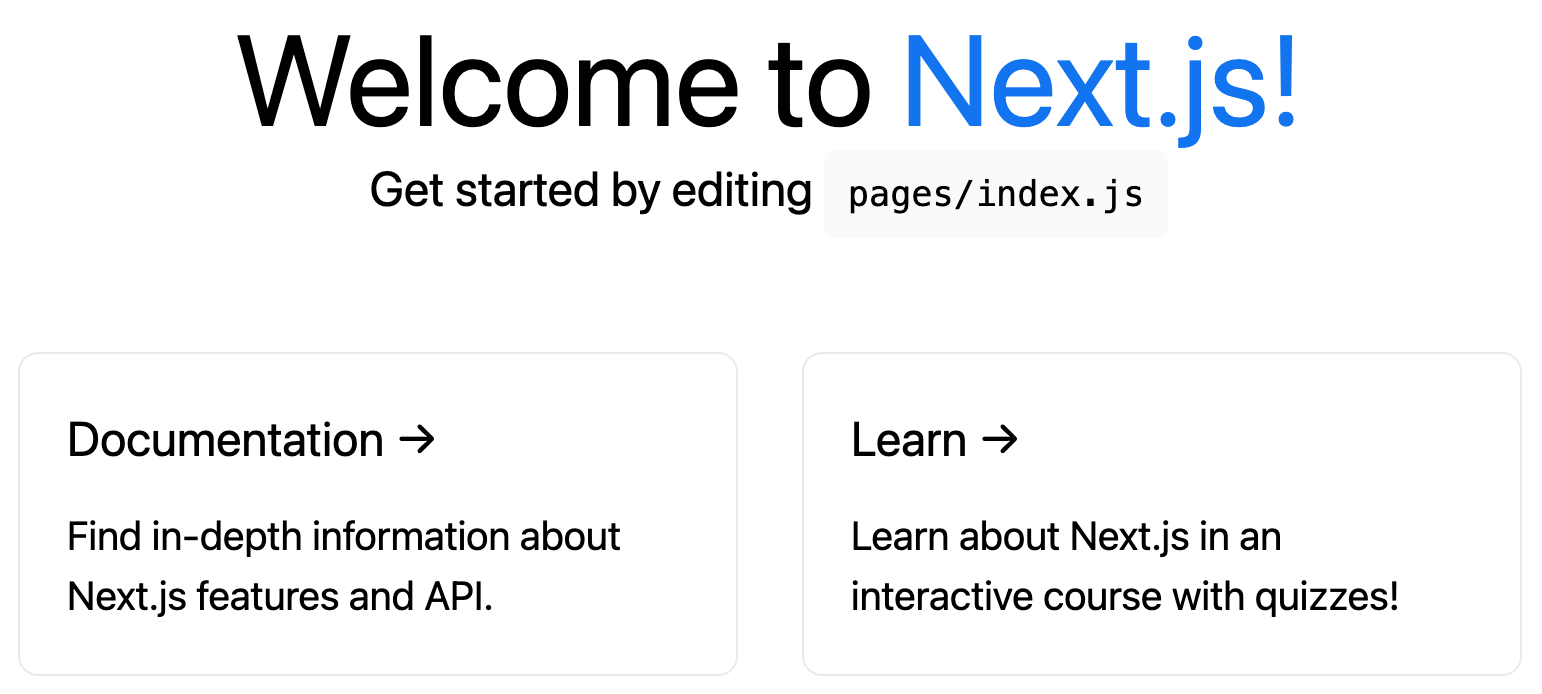 Welcome to Next.js!
Get started by editing pages/index.js
Documentation →
Find in-depth information about
Next.js features and API.
Learn →
Learn about Next.js in an
interactive course with quizzes!